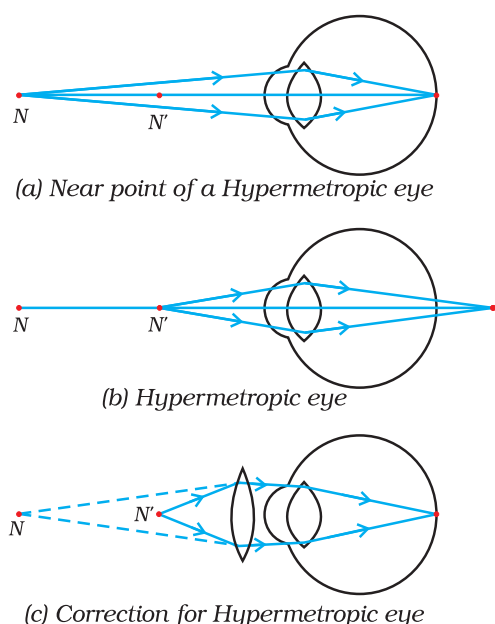 N N'
(a) Near point of a Hypermetropic eye
N N'
(b) Hypermetropic eye
N N'
(c) Correction for Hypermetropic eye